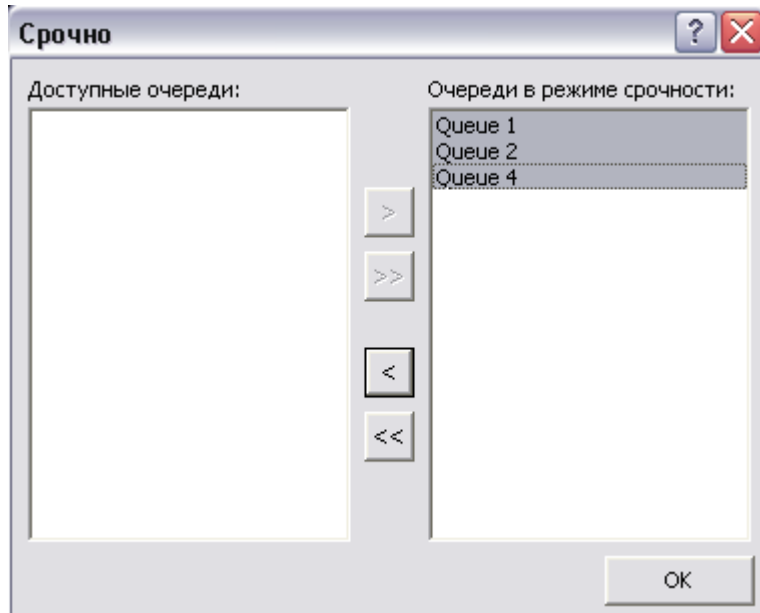 Срочно
?
Доступные очереди:
Очереди в режиме срочности:
Queue 1
Queue 2
Queue 4
>
>>
<
<<
OK